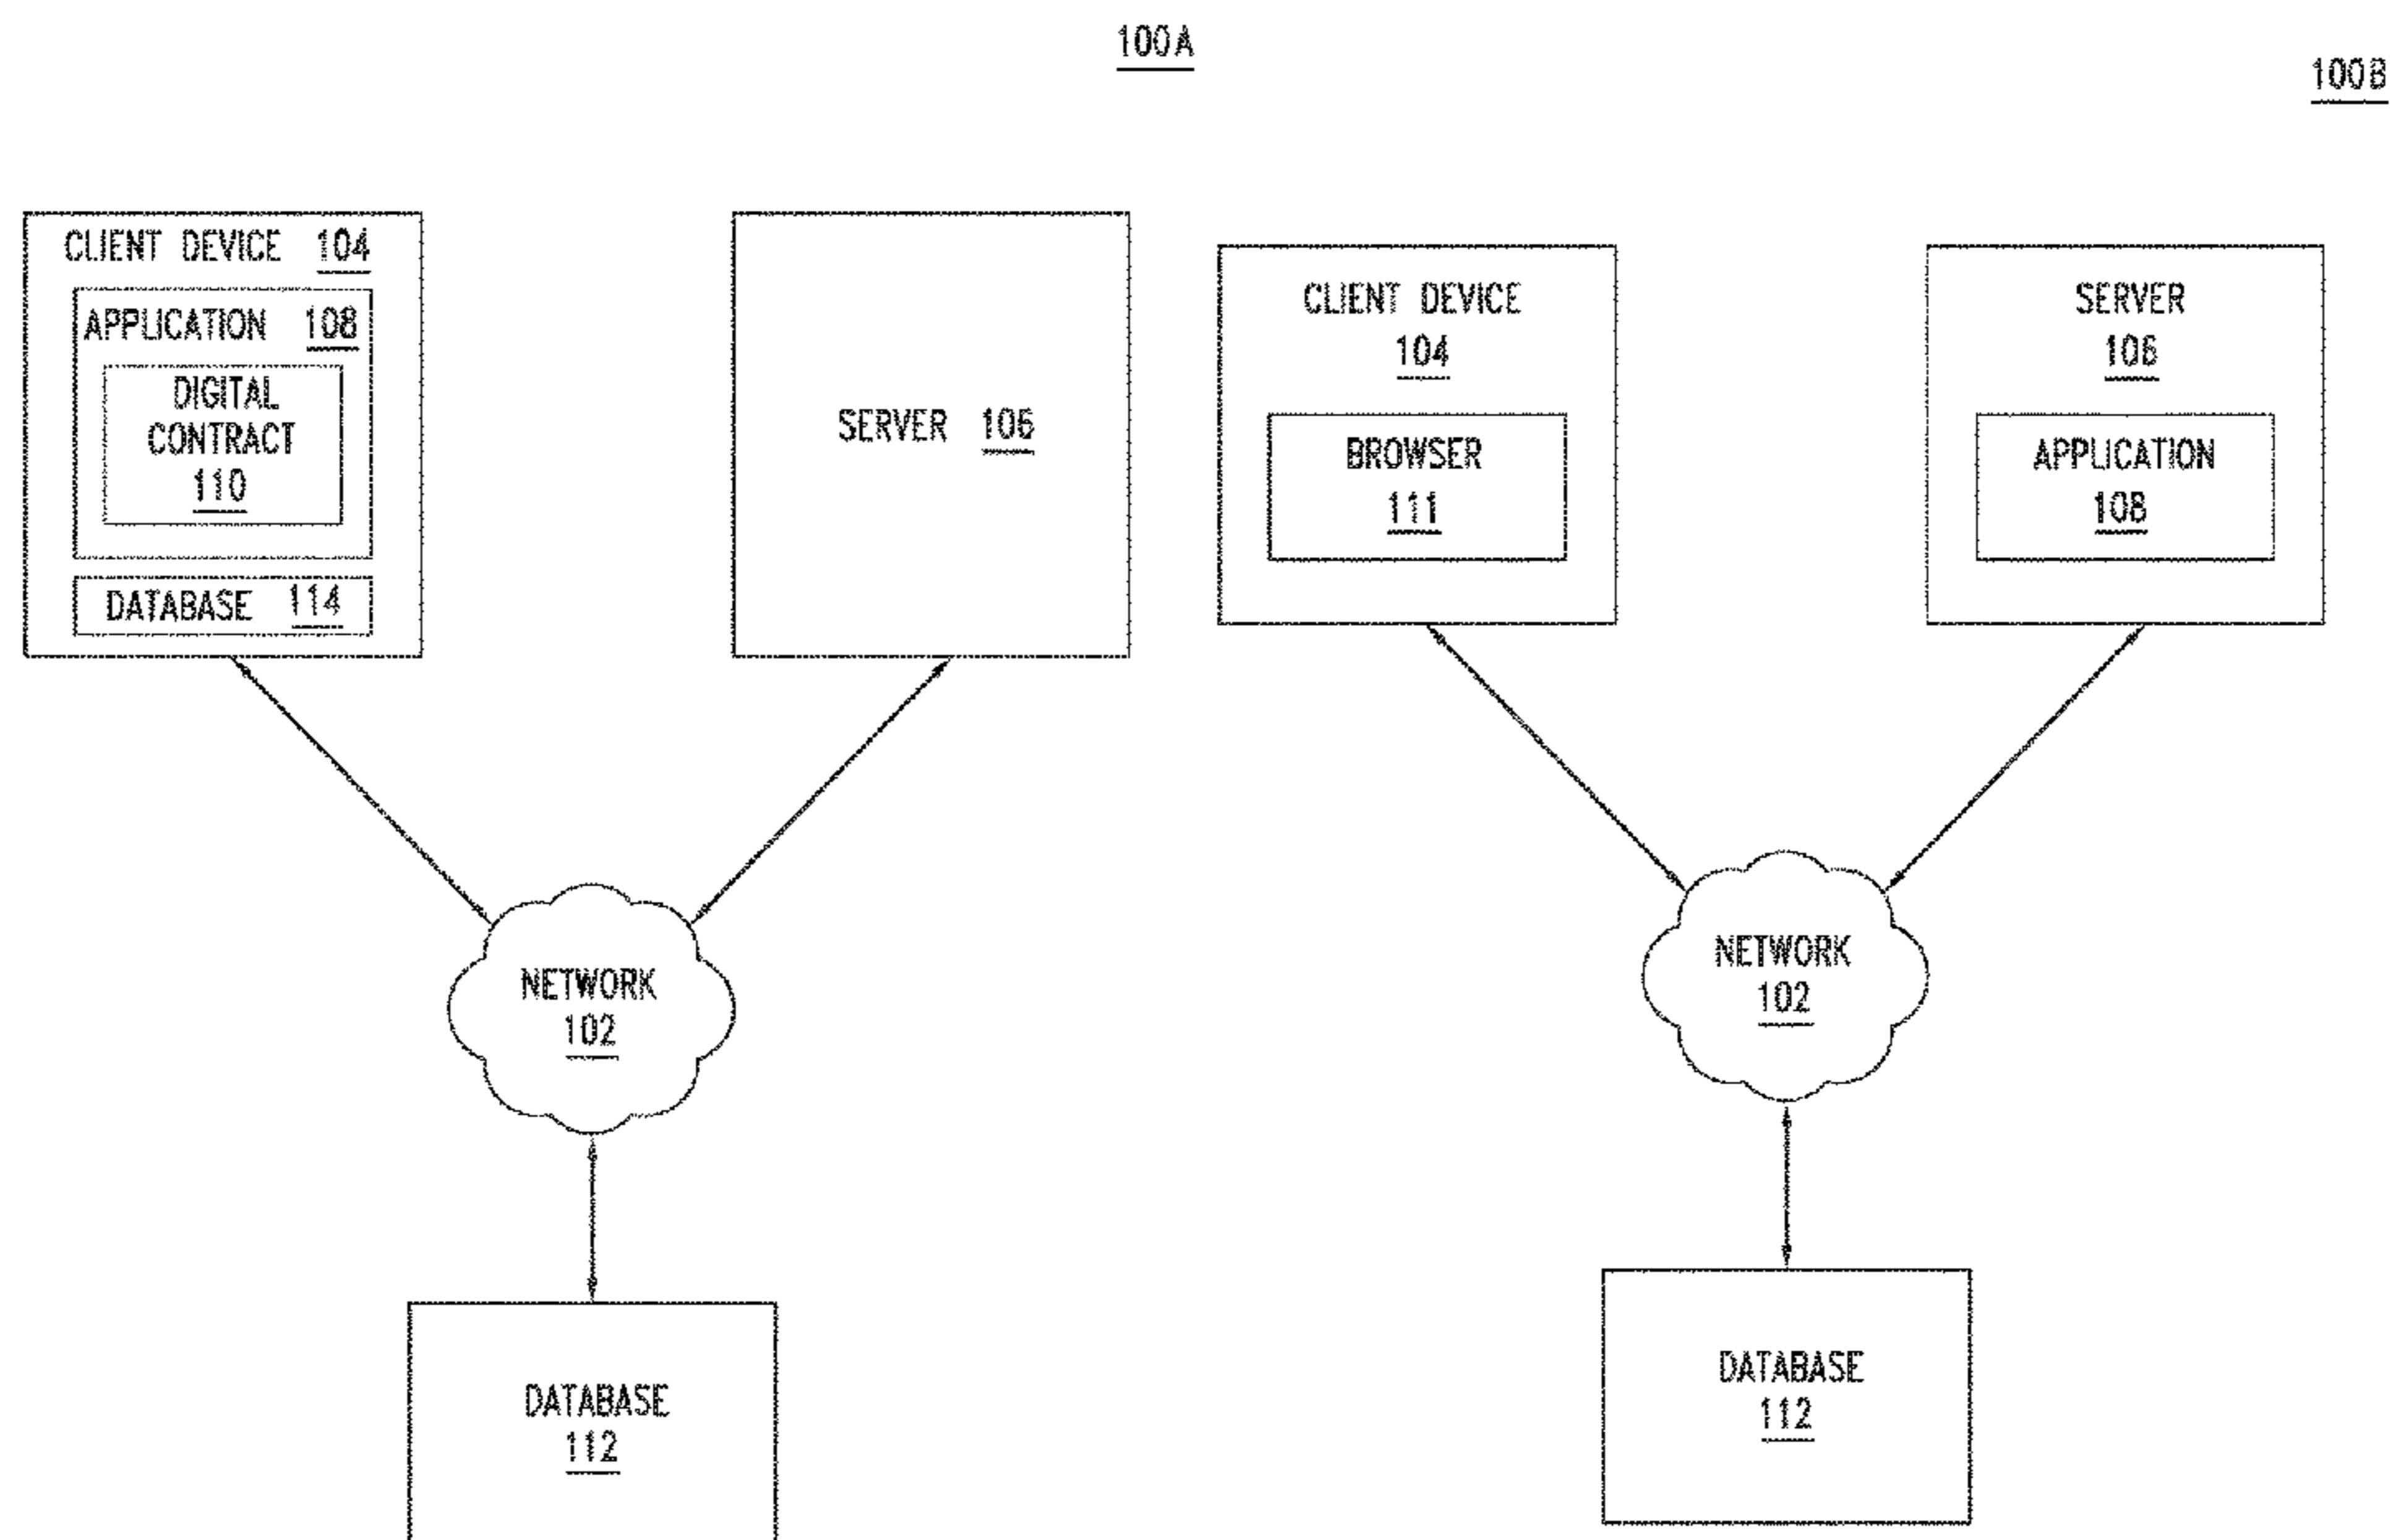 100A
CLIENT DEVICE 104
APPLICATION 108
DIGITAL
CONTRACT
110
DATABASE 114
SERVER 106
NETWORK
102
DATABASE
112
100B
CLIENT DEVICE
104
BROWSER
111
SERVER
106
APPLICATION
108
NETWORK
102
DATABASE
112